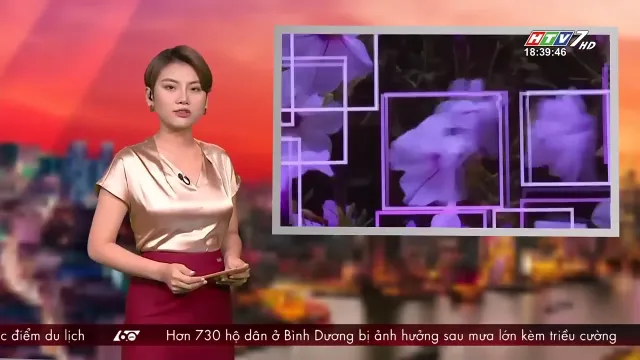 HTV7 HD
18:39:46
c điểm du lịch 60 Hơn 730 hộ dân ở Bình Dương bị ảnh hưởng sau mưa lớn kèm triều cường